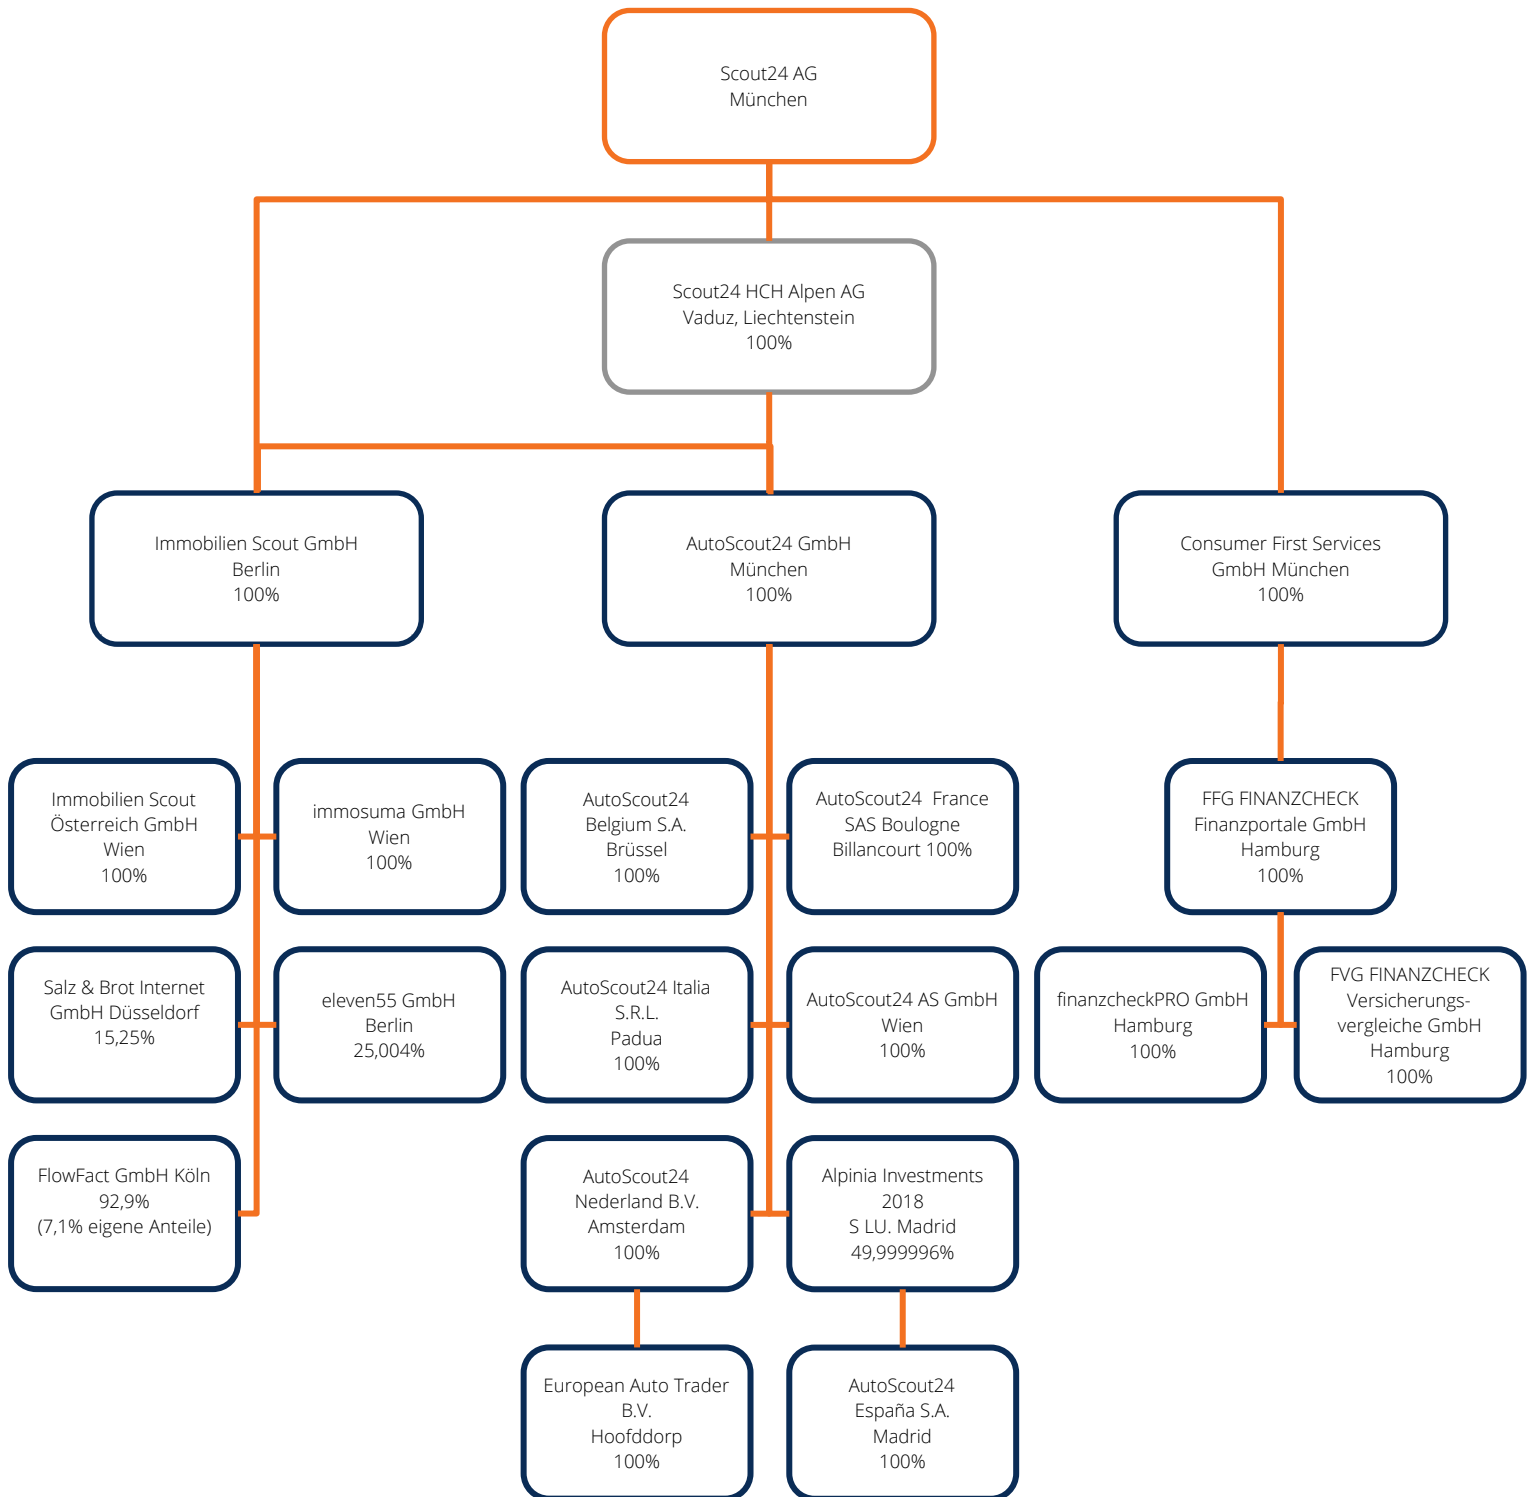 Scout24 AG
München
Scout24 HCH Alpen AG
Vaduz, Liechtenstein
100%
Immobilien Scout GmbH
Berlin
100%
AutoScout24 GmbH
München
100%
Consumer First Services
GmbH München
100%
Immobilien Scout
Österreich GmbH
Wien
100%
immosuma GmbH
Wien
100%
AutoScout24
Belgium S.A.
Brüssel
100%
AutoScout24  France
SAS Boulogne
Billancourt 100%
FFG FINANZCHECK
Finanzportale GmbH
Hamburg
100%
Salz & Brot Internet
GmbH Düsseldorf
15,25%
eleven55 GmbH
Berlin
25,004%
AutoScout24 Italia
S.R.L.
Padua
100%
AutoScout24 AS GmbH
Wien
100%
finanzcheckPRO GmbH
Hamburg
100%
FVG FINANZCHECK
Versicherungs-
vergleiche GmbH
Hamburg
100%
FlowFact GmbH Köln
92,9%
(7,1% eigene Anteile)
AutoScout24
Nederland B.V.
Amsterdam
100%
Alpinia Investments
2018
S LU. Madrid
49,999996%
European Auto Trader
B.V.
Hoofddorp
100%
AutoScout24
España S.A.
Madrid
100%